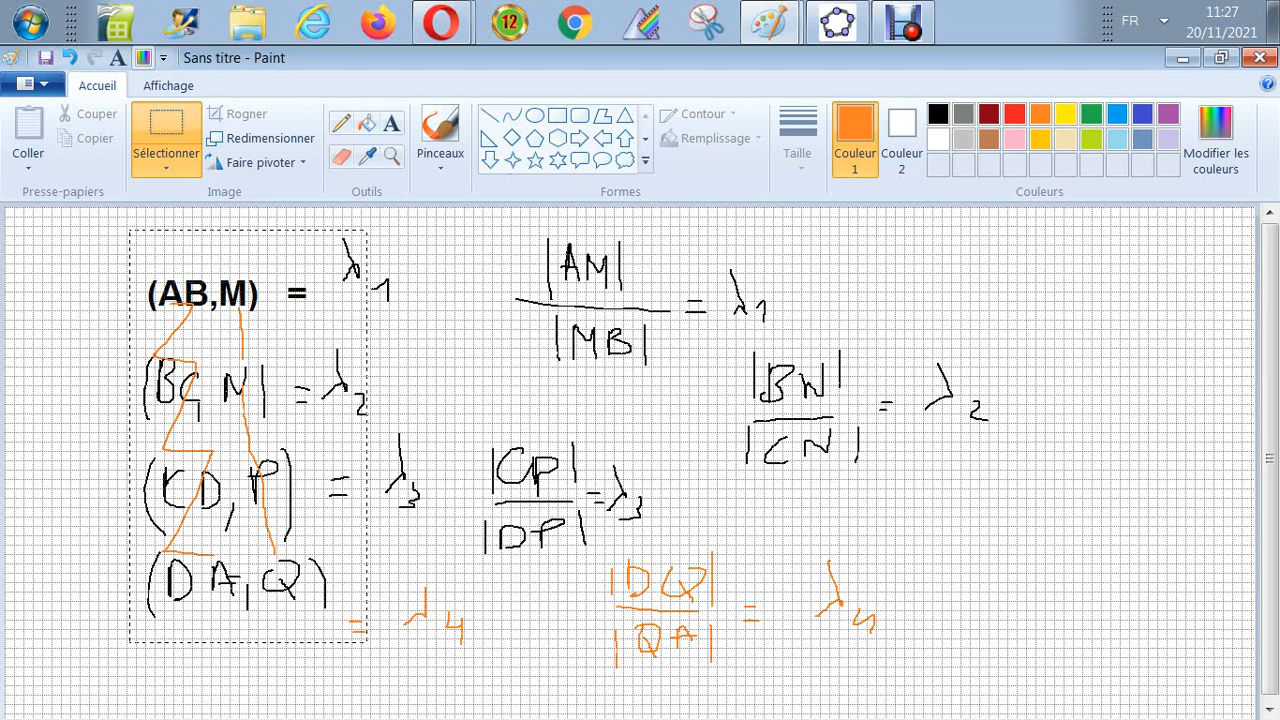 12
FR
11:27
20/11/2021
Sans titre - Paint
Accueil Affichage
Coller
Couper
Copier
Presse-papiers
Sélectionner
Rogner
Redimensionner
Faire pivoter
Image
Outils
Pinceaux
Contour
Remplissage
Formes
Taille
Couleur 1
Couleur 2
Modifier les couleurs
Couleurs
(AB,M) = λ1
|AM| / |MB| = λ1
(BC, M| = λ2
|BN| / |CN| = λ2
(CD, P) = λ3
|CP| / |DP| = λ3
(DA, Q) = λ4
|DQ| / |QA| = λ4